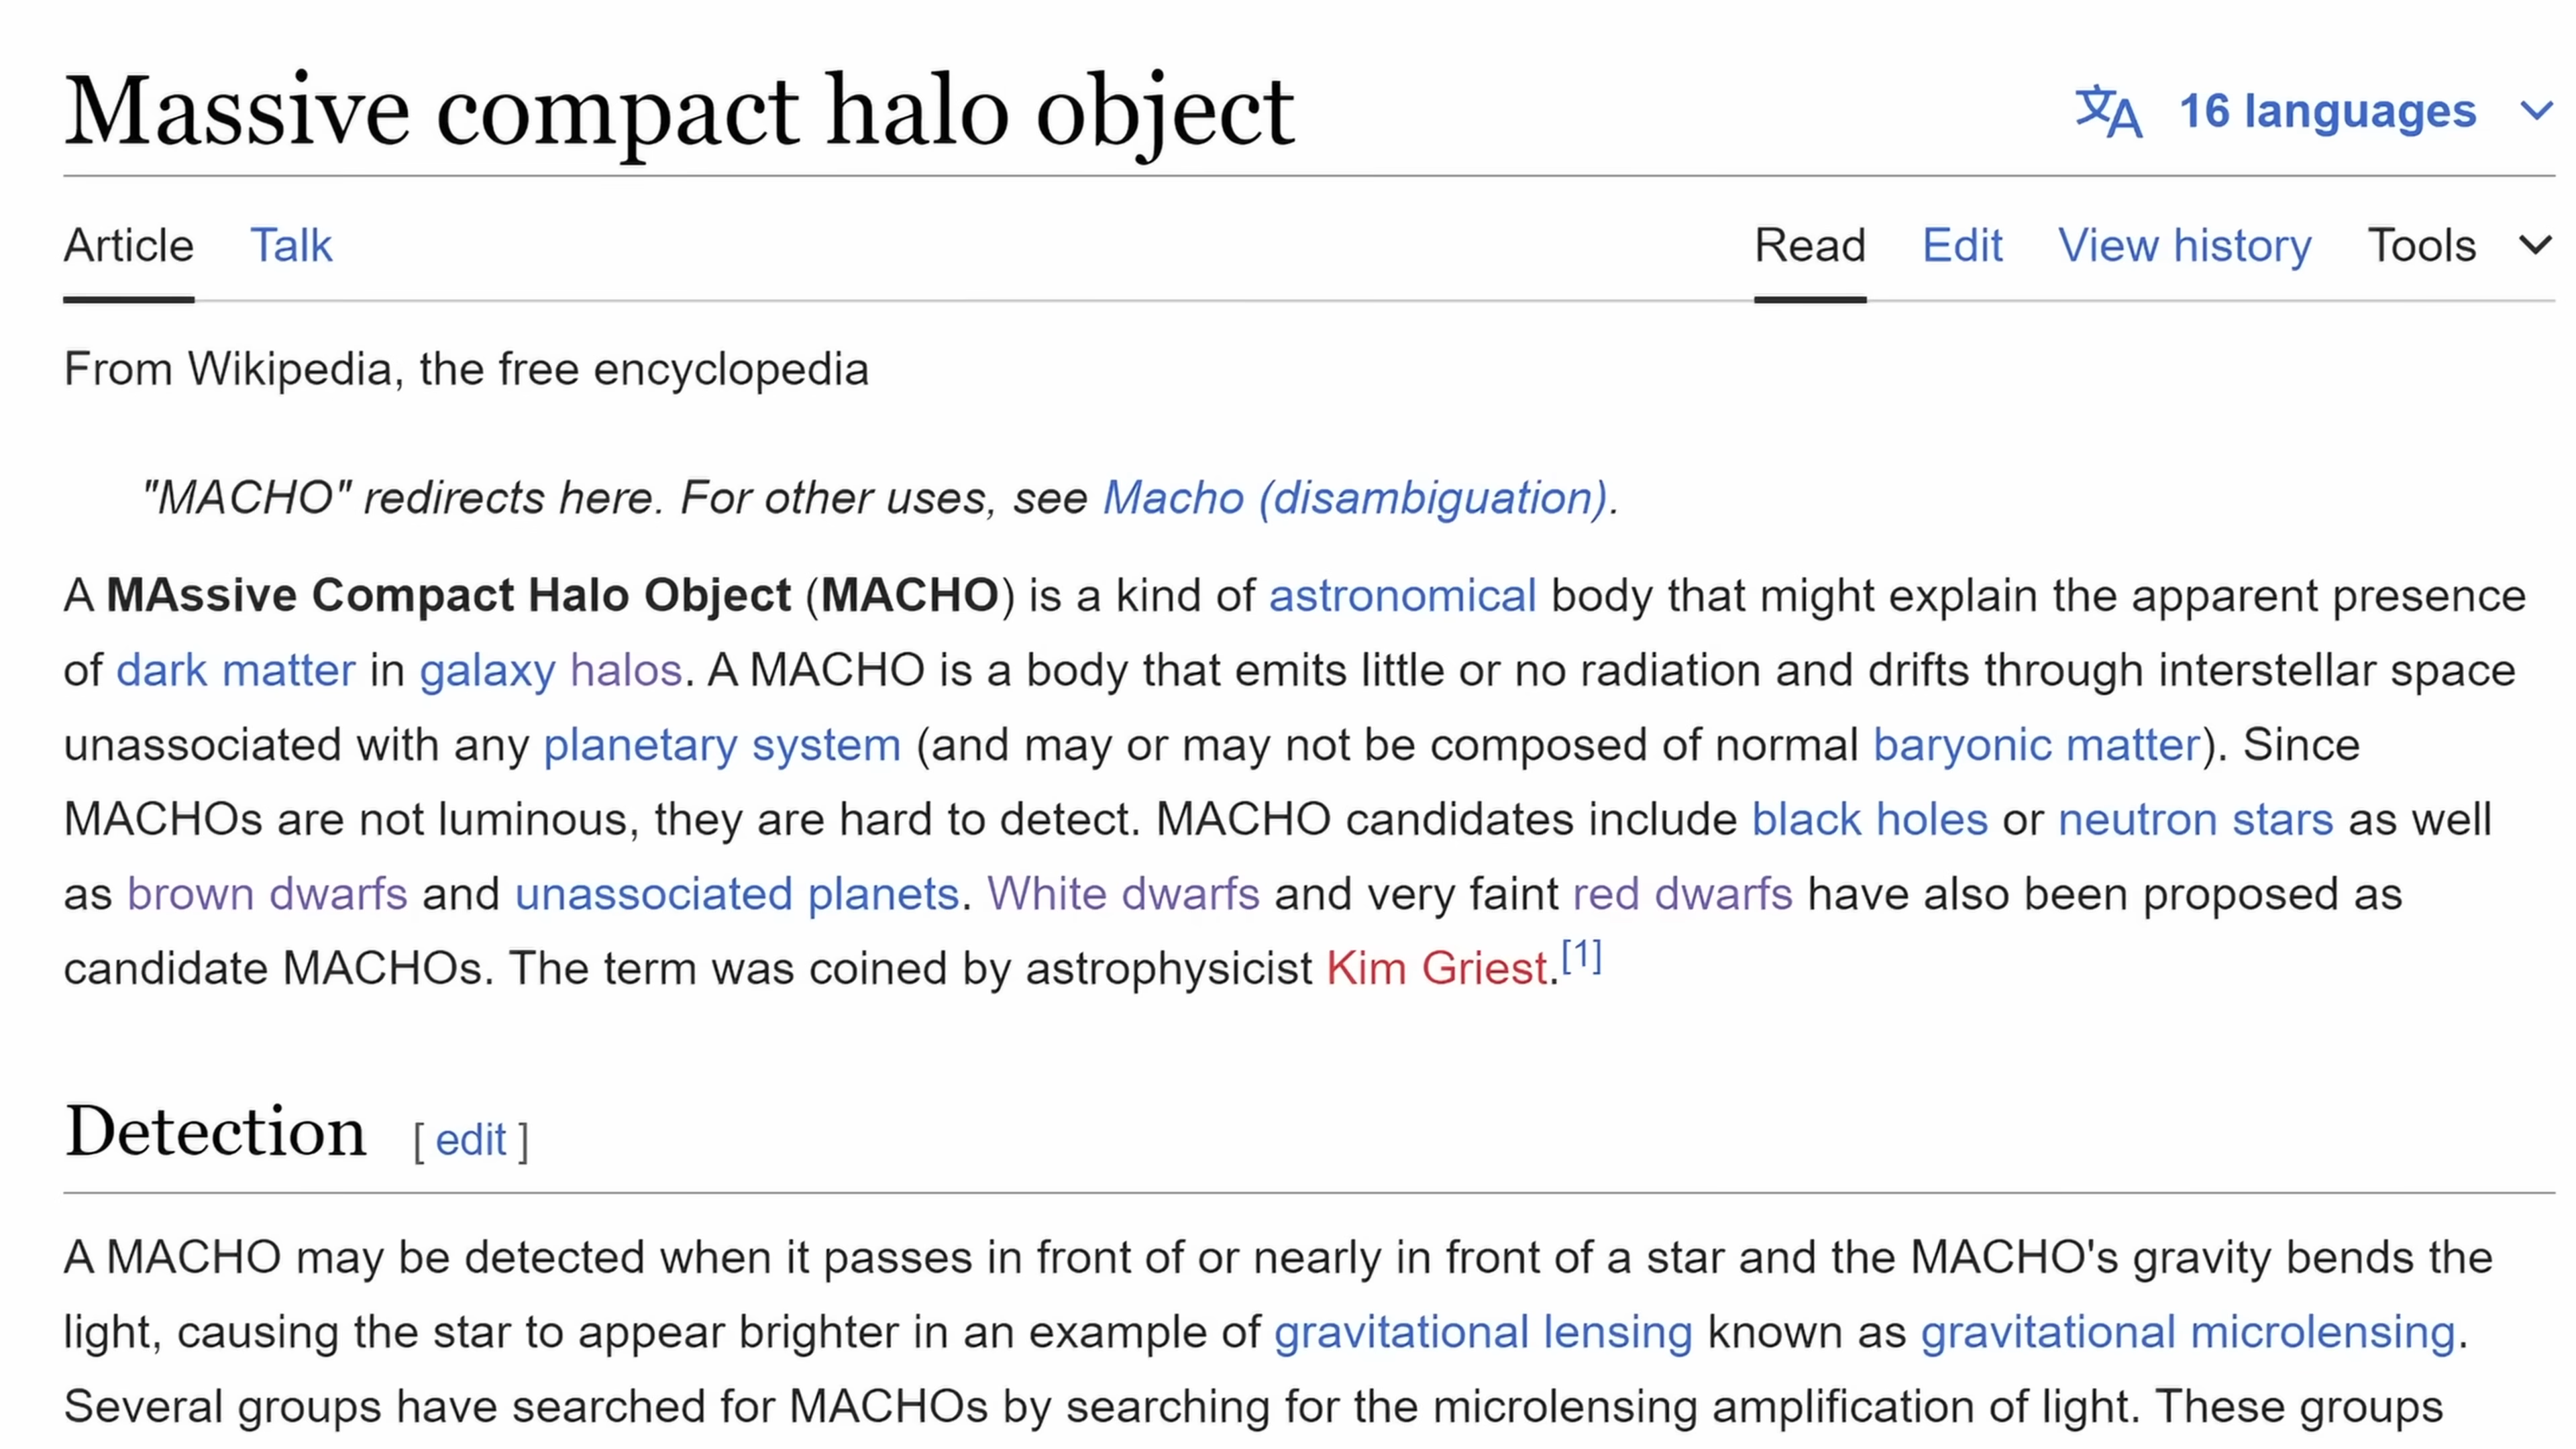 Massive compact halo object
文A 16 languages
Article Talk Read Edit View history Tools
From Wikipedia, the free encyclopedia
"MACHO" redirects here. For other uses, see Macho (disambiguation).
A MAssive Compact Halo Object (MACHO) is a kind of astronomical body that might explain the apparent presence
of dark matter in galaxy halos. A MACHO is a body that emits little or no radiation and drifts through interstellar space
unassociated with any planetary system (and may or may not be composed of normal baryonic matter). Since
MACHOs are not luminous, they are hard to detect. MACHO candidates include black holes or neutron stars as well
as brown dwarfs and unassociated planets. White dwarfs and very faint red dwarfs have also been proposed as
candidate MACHOs. The term was coined by astrophysicist Kim Griest.[1]
Detection [ edit ]
A MACHO may be detected when it passes in front of or nearly in front of a star and the MACHO's gravity bends the
light, causing the star to appear brighter in an example of gravitational lensing known as gravitational microlensing.
Several groups have searched for MACHOs by searching for the microlensing amplification of light. These groups